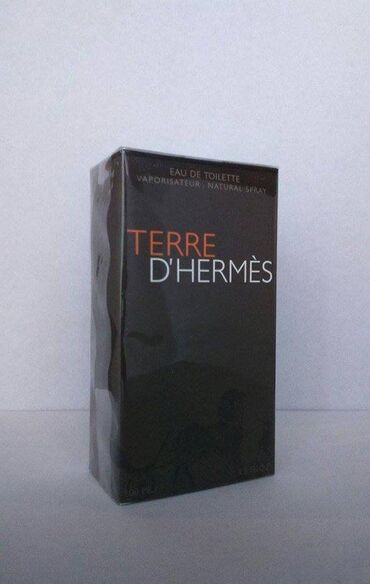 EAU DE TOILETTE
VAPORISATEUR . NATURAL SPRAY
TERRE
D'HERMÈS